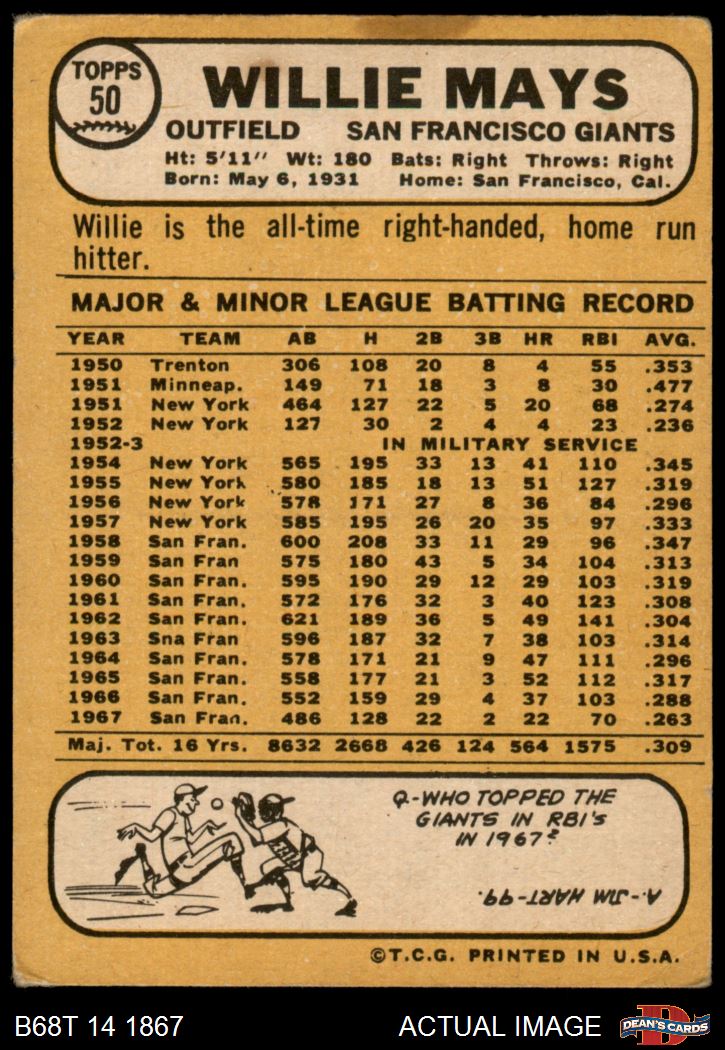 TOPPS
50
WILLIE MAYS
OUTFIELD SAN FRANCISCO GIANTS
Ht: 5'11" Wt: 180 Bats: Right Throws: Right
Born: May 6, 1931 Home: San Francisco, Cal.
Willie is the all-time right-handed, home run
hitter.
MAJOR & MINOR LEAGUE BATTING RECORD
YEAR TEAM AB H 2B 3B HR RBI AVG.
1950 Trenton 306 108 20 8 4 55 .353
1951 Minneap. 149 71 18 3 8 30 .477
1951 New York 464 127 22 5 20 68 .274
1952 New York 127 30 2 4 4 23 .236
1952-3 IN MILITARY SERVICE
1954 New York 565 195 33 13 41 110 .345
1955 New York 580 185 18 13 51 127 .319
1956 New York 578 171 27 8 36 84 .296
1957 New York 585 195 26 20 35 97 .333
1958 San Fran. 600 208 33 11 29 96 .347
1959 San Fran 575 180 43 5 34 104 .313
1960 San Fran. 595 190 29 12 29 103 .319
1961 San Fran. 572 176 32 3 40 123 .308
1962 San Fran. 621 189 36 5 49 141 .304
1963 Sna Fran 596 187 32 7 38 103 .314
1964 San Fran. 578 171 21 9 47 111 .296
1965 San Fran. 558 177 21 3 52 112 .317
1966 San Fran. 552 159 29 4 37 103 .288
1967 San Fran. 486 128 22 2 22 70 .263
Maj. Tot. 16 Yrs. 8632 2668 426 124 564 1575 .309
Q-WHO TOPPED THE
GIANTS IN RBI'S
IN 1967?
A-JIM HART-99.
©T.C.G. PRINTED IN U.S.A.
B68T 14 1867 ACTUAL IMAGE
D
DEAN'S CARDS